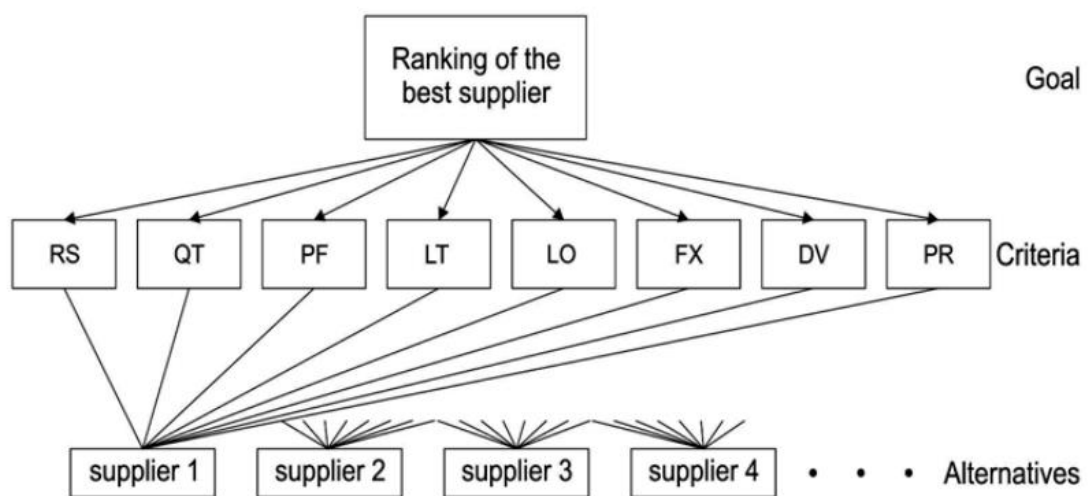 Ranking of the
best supplier
Goal
RS QT PF LT LO FX DV PR Criteria
supplier 1 supplier 2 supplier 3 supplier 4 • • • Alternatives